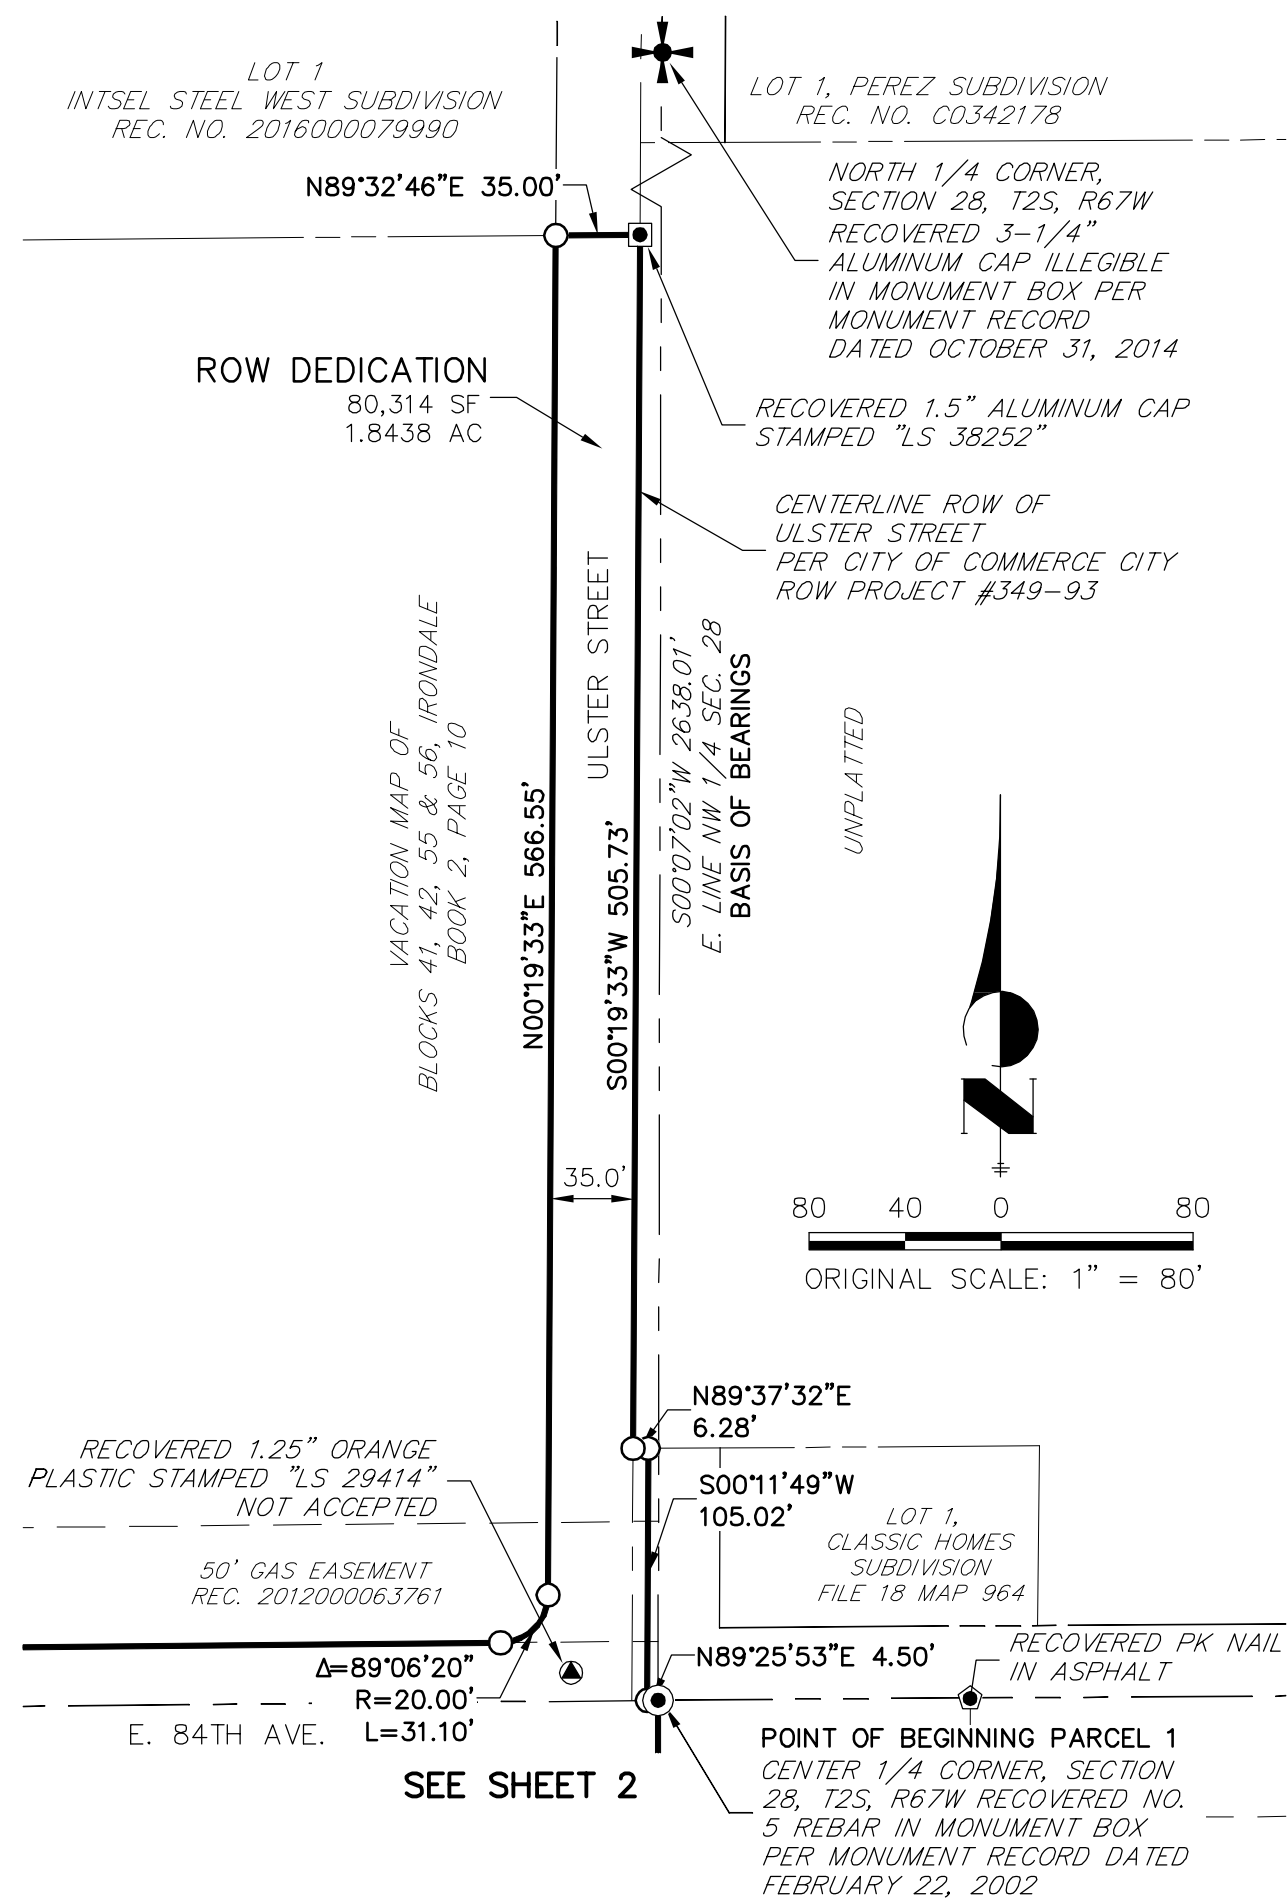 LOT 1
INTSEL STEEL WEST SUBDIVISION
REC. NO. 2016000079990
LOT 1, PEREZ SUBDIVISION
REC. NO. C0342178
N89°32'46"E 35.00'
NORTH 1/4 CORNER,
SECTION 28, T2S, R67W
RECOVERED 3-1/4"
ALUMINUM CAP ILLEGIBLE
IN MONUMENT BOX PER
MONUMENT RECORD
DATED OCTOBER 31, 2014
ROW DEDICATION
80,314 SF
1.8438 AC
RECOVERED 1.5" ALUMINUM CAP
STAMPED "LS 38252"
CENTERLINE ROW OF
ULSTER STREET
PER CITY OF COMMERCE CITY
ROW PROJECT #349-93
VACATION MAP OF
BLOCKS 41, 42, 55 & 56, IRONDALE
BOOK 2, PAGE 10
N00°19'33"E 566.55'
ULSTER STREET
S00°19'33"W 505.73'
S00°07'02"W 2638.01'
E. LINE NW 1/4 SEC. 28
BASIS OF BEARINGS
UNPLATTED
N
35.0'
80 40 0 80
ORIGINAL SCALE: 1" = 80'
N89°37'32"E
6.28'
RECOVERED 1.25" ORANGE
PLASTIC STAMPED "LS 29414"
NOT ACCEPTED
S00°11'49"W
105.02'
LOT 1,
CLASSIC HOMES
SUBDIVISION
FILE 18 MAP 964
50' GAS EASEMENT
REC. 2012000063761
Δ=89°06'20"
R=20.00'
L=31.10'
N89°25'53"E 4.50'
RECOVERED PK NAIL
IN ASPHALT
E. 84TH AVE.
SEE SHEET 2
POINT OF BEGINNING PARCEL 1
CENTER 1/4 CORNER, SECTION
28, T2S, R67W RECOVERED NO.
5 REBAR IN MONUMENT BOX
PER MONUMENT RECORD DATED
FEBRUARY 22, 2002